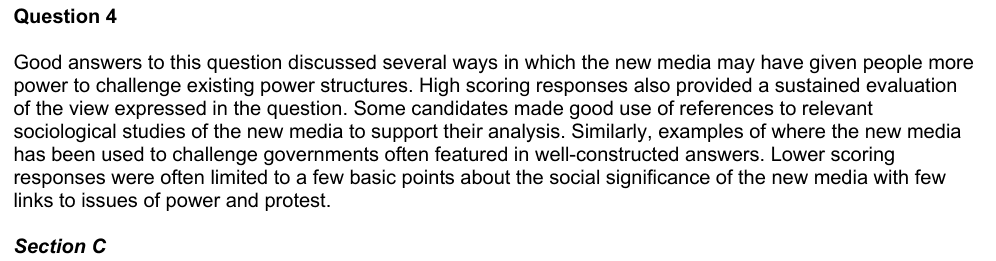 Question 4
Good answers to this question discussed several ways in which the new media may have given people more
power to challenge existing power structures. High scoring responses also provided a sustained evaluation
of the view expressed in the question. Some candidates made good use of references to relevant
sociological studies of the new media to support their analysis. Similarly, examples of where the new media
has been used to challenge governments often featured in well-constructed answers. Lower scoring
responses were often limited to a few basic points about the social significance of the new media with few
links to issues of power and protest.
Section C